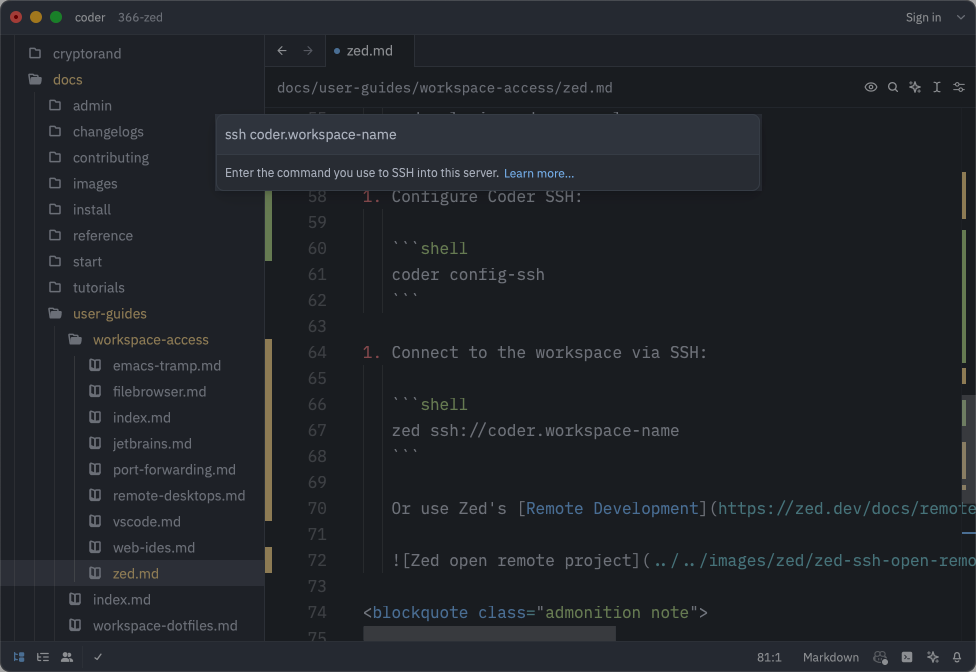 coder 366-zed Sign in
cryptorand
docs
admin
changelogs
contributing
images
install
reference
start
tutorials
user-guides
workspace-access
emacs-tramp.md
filebrowser.md
index.md
jetbrains.md
port-forwarding.md
remote-desktops.md
vscode.md
web-ides.md
zed.md
index.md
workspace-dotfiles.md
zed.md
docs/user-guides/workspace-access/zed.md
ssh coder.workspace-name
Enter the command you use to SSH into this server. Learn more...
58 1. Configure Coder SSH:
59
60 ```shell
61 coder config-ssh
62 ```
63
64 1. Connect to the workspace via SSH:
65
66 ```shell
67 zed ssh://coder.workspace-name
68 ```
69
70 Or use Zed's [Remote Development](https://zed.dev/docs/remote
71
72 ![Zed open remote project](../../images/zed/zed-ssh-open-remo
73
74 <blockquote class="admonition note">
75
81:1 Markdown